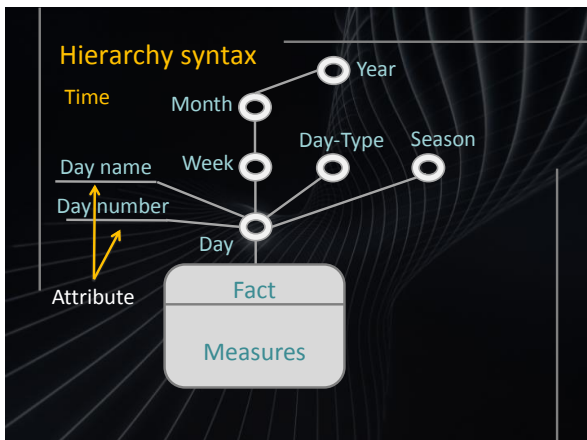 Hierarchy syntax
Time
Year
Month
Week
Day-Type
Season
Day name
Day number
Day
Attribute
Fact
Measures